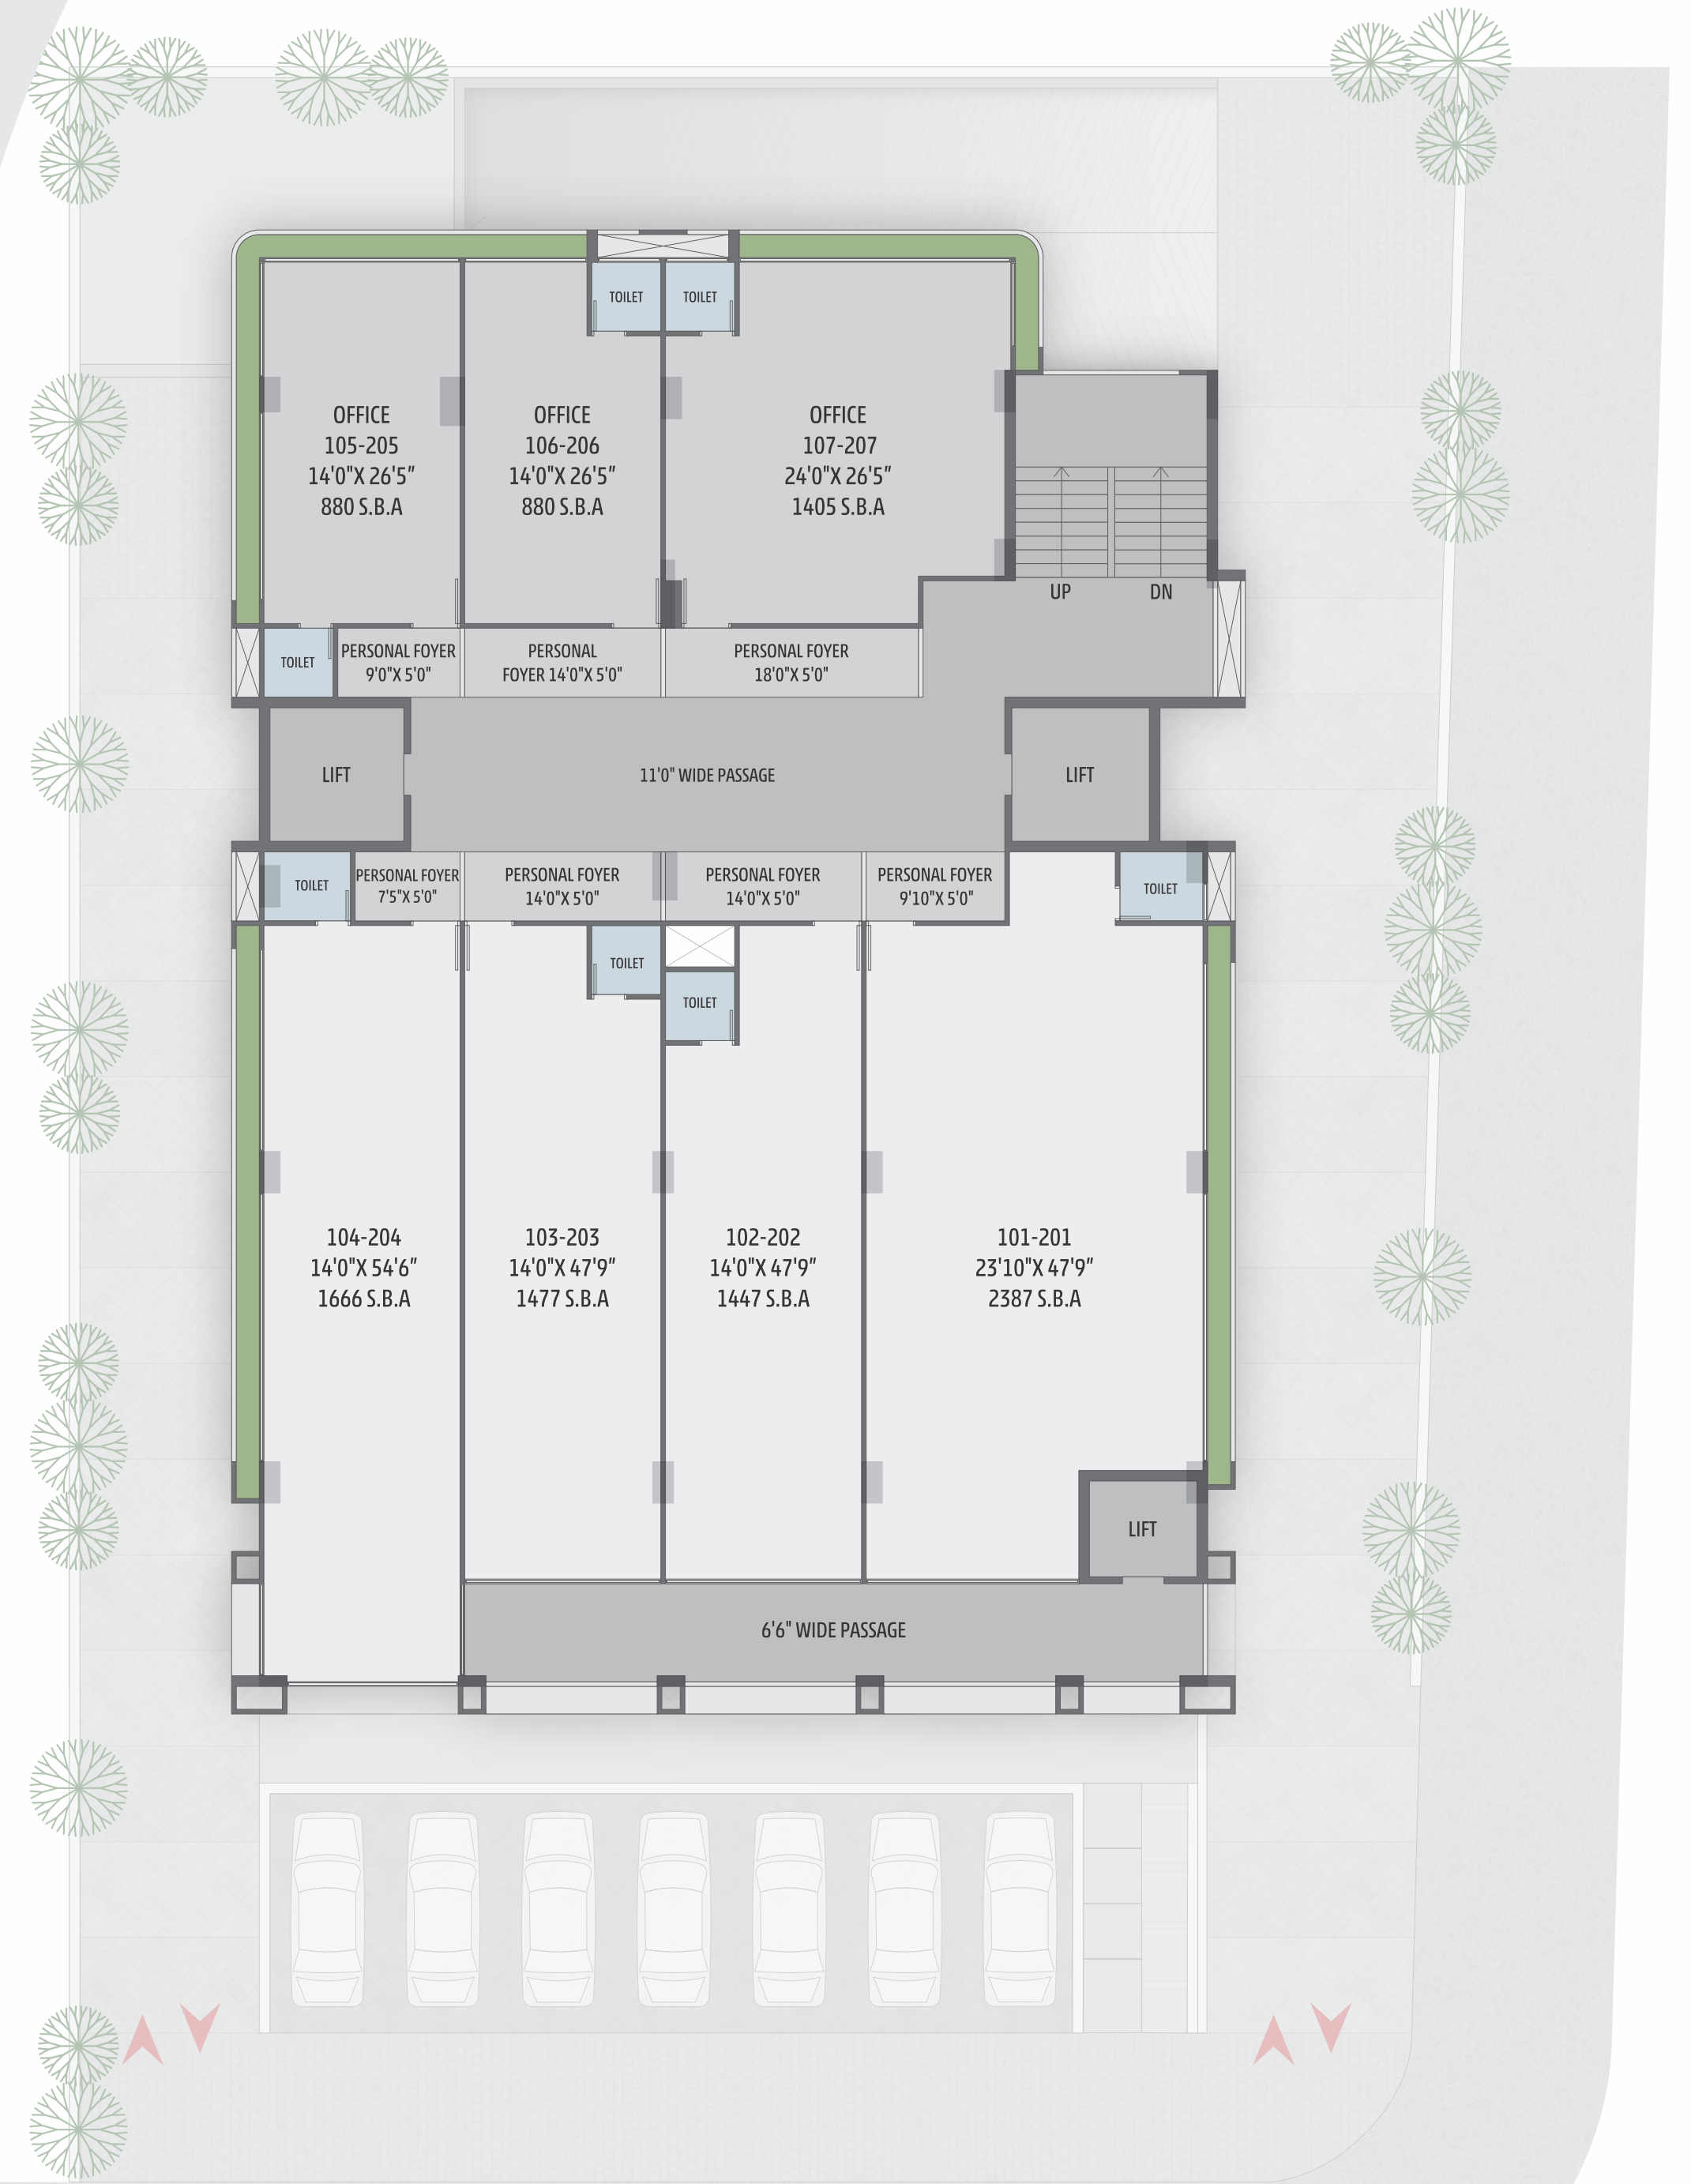 TOILET
TOILET
OFFICE
105-205
14'0"X 26'5"
880 S.B.A
OFFICE
106-206
14'0"X 26'5"
880 S.B.A
OFFICE
107-207
24'0"X 26'5"
1405 S.B.A
UP
DN
TOILET
PERSONAL FOYER
9'0"X 5'0"
PERSONAL
FOYER 14'0"X 5'0"
PERSONAL FOYER
18'0"X 5'0"
LIFT
11'0" WIDE PASSAGE
LIFT
TOILET
PERSONAL FOYER
7'5"X 5'0"
PERSONAL FOYER
14'0"X 5'0"
PERSONAL FOYER
14'0"X 5'0"
PERSONAL FOYER
9'10"X 5'0"
TOILET
TOILET
TOILET
104-204
14'0"X 54'6"
1666 S.B.A
103-203
14'0"X 47'9"
1477 S.B.A
102-202
14'0"X 47'9"
1447 S.B.A
101-201
23'10"X 47'9"
2387 S.B.A
LIFT
6'6" WIDE PASSAGE